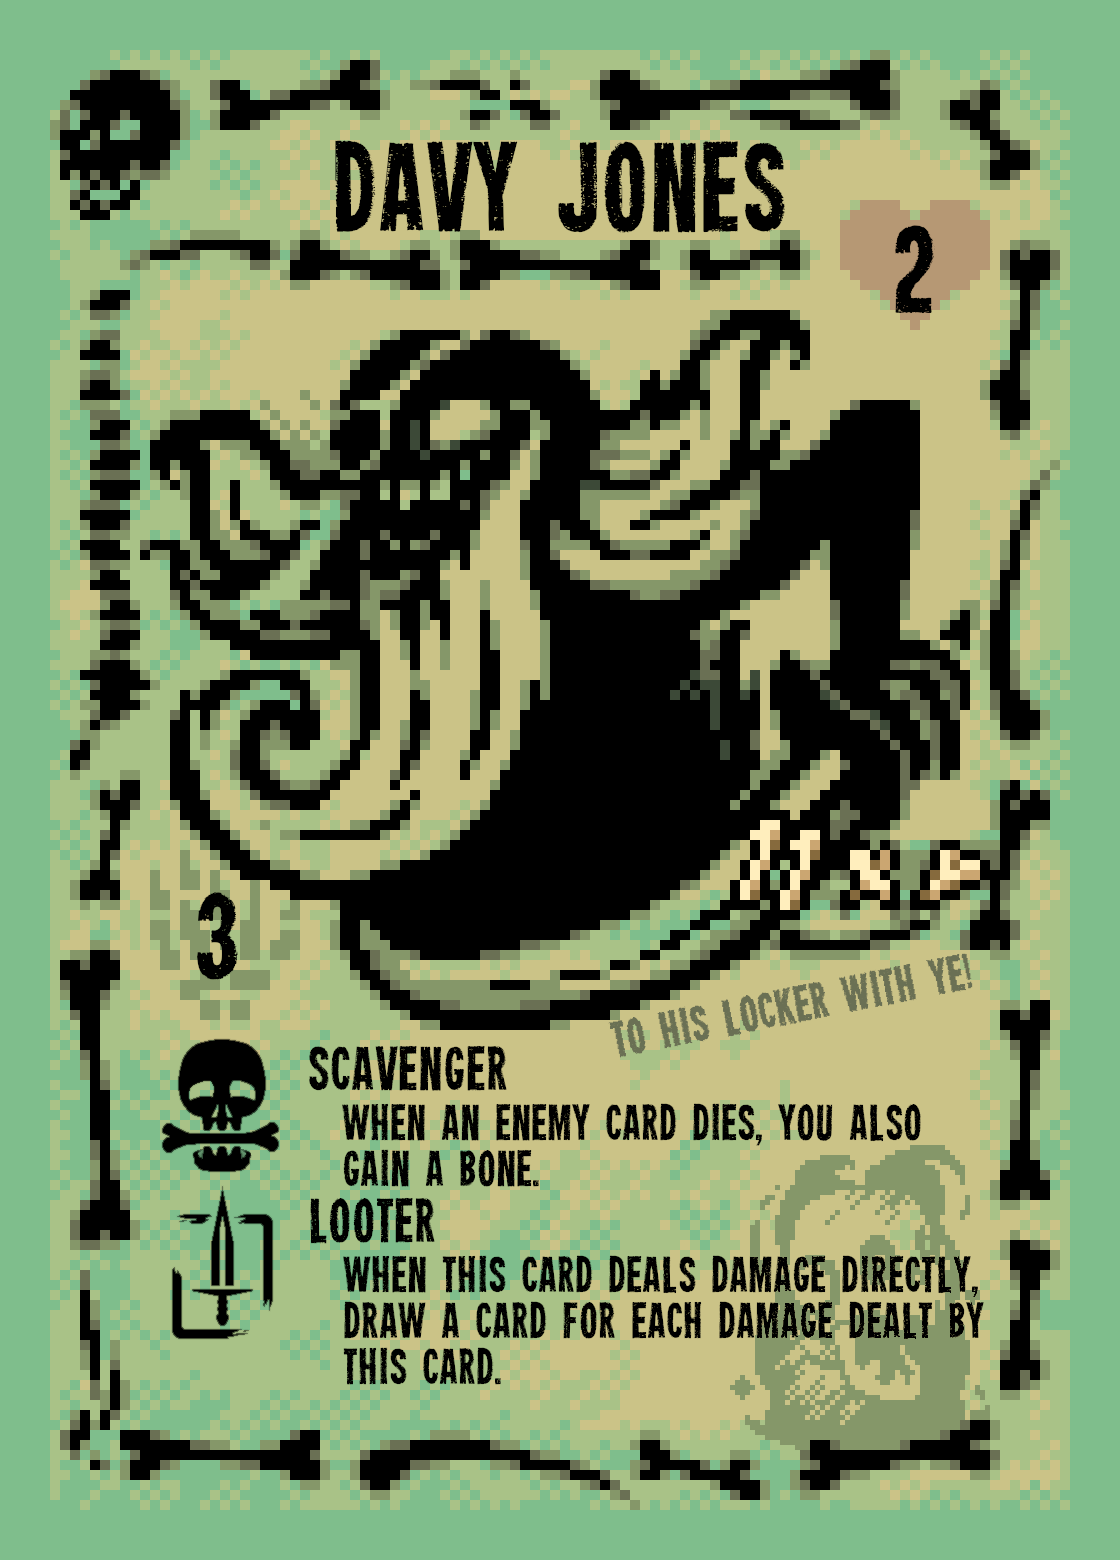 DAVY JONES
2
3
TO HIS LOCKER WITH YE!
SCAVENGER
WHEN AN ENEMY CARD DIES, YOU ALSO
GAIN A BONE.
LOOTER
WHEN THIS CARD DEALS DAMAGE DIRECTLY,
DRAW A CARD FOR EACH DAMAGE DEALT BY
THIS CARD.